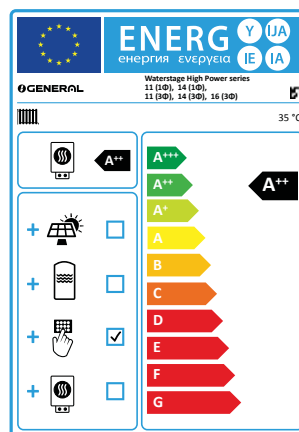 ENERG Y IJA
енергия ενεργεια IE IA
GENERAL
Waterstage High Power series
11 (1Φ), 14 (1Φ),
11 (3Φ), 14 (3Φ), 16 (3Φ)
35 °C
A++
A+++
A++
A++
A+
A
B
C
D
E
F
G
+
+
+
+